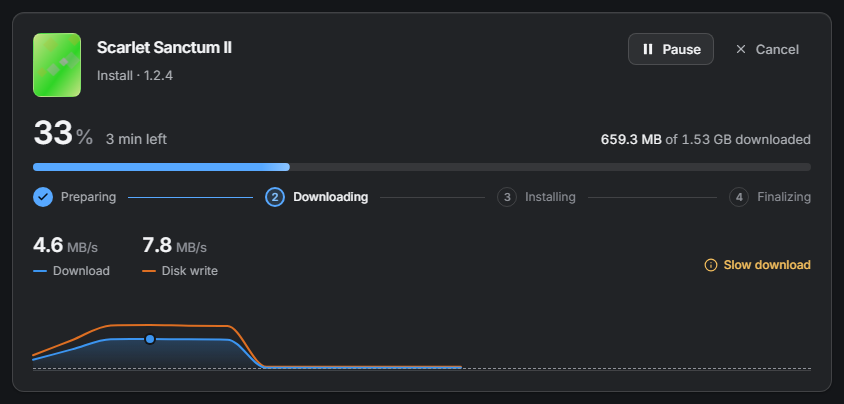 Scarlet Sanctum II
Install · 1.2.4
Pause
Cancel
33% 3 min left
659.3 MB of 1.53 GB downloaded
Preparing
2 Downloading
3 Installing
4 Finalizing
4.6 MB/s
Download
7.8 MB/s
Disk write
Slow download